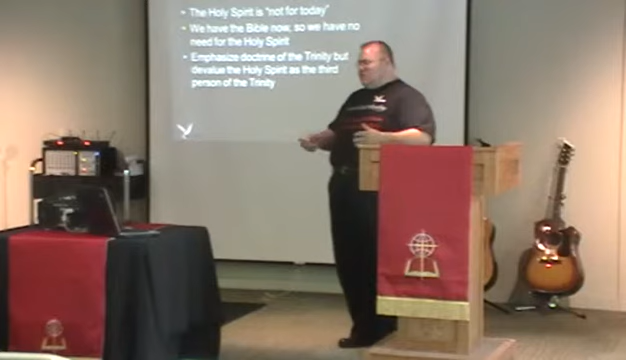 • The Holy Spirit is "not for today"
• We have the Bible now, so we have no
need for the Holy Spirit
• Emphasize doctrine of the Trinity but
devalue the Holy Spirit as the third
person of the Trinity